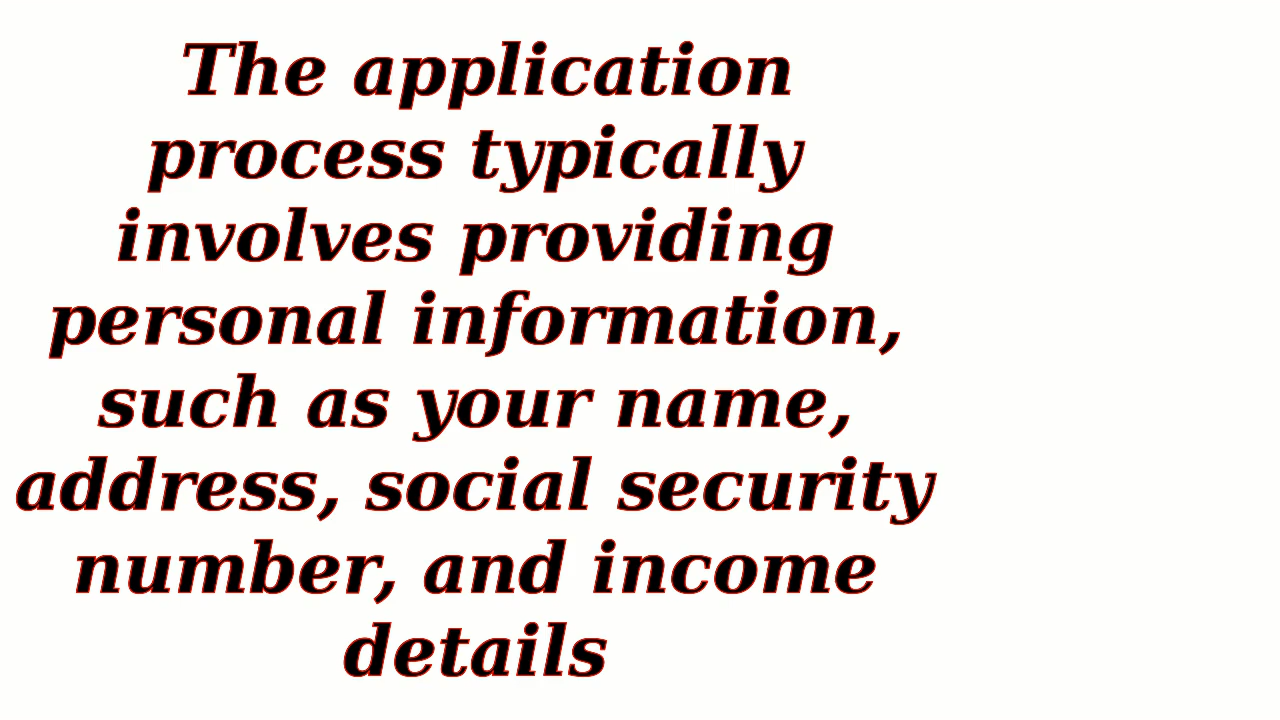 The application
process typically
involves providing
personal information,
such as your name,
address, social security
number, and income
details